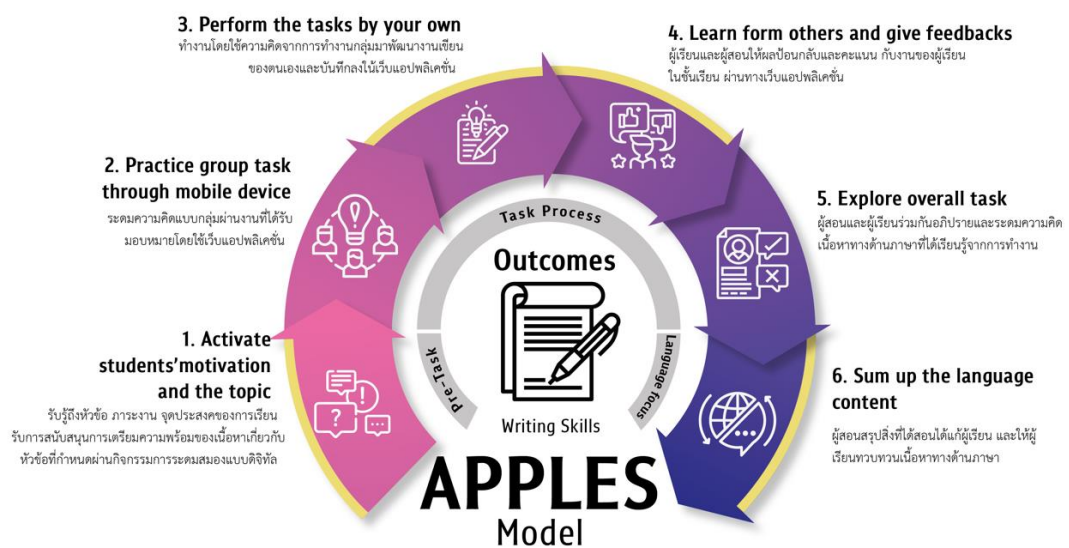 3. Perform the tasks by your own
ทำงานโดยใช้ความคิดจากการทำงานกลุ่มมาพัฒนางานเขียน
ของตนเองและบันทึกลงใน้เว็บแอปพลิเคชั่น
4. Learn form others and give feedbacks
ผู้เรียนและผู้สอนให้ผลป้อนกลับและคะแนน กับงานของผู้เรียน
ในชั้นเรียน ผ่านทางเว็บแอปพลิเคชั่น
2. Practice group task
through mobile device
ระดมความคิดแบบกลุ่มผ่านงานที่ได้รับ
มอบหมายโดยใช้เว็บแอปพลิเคชั่น
5. Explore overall task
ผู้สอนและผู้เรียนร่วมกันอภิปรายและระดมความคิด
เนื้อหาทางด้านภาษาที่ได้เรียนรู้จากการทำงาน
1. Activate
students'motivation
and the topic
รับรู้ถึงหัวข้อ ภาระงาน จุดประสงคของการเรียน
รับการสนับสนุนการเตรียมความพร้อมของเนื้อหาเกี่ยวกับ
หัวข้อที่กำหนดผ่านกิจกรรมการระดมสมองแบบดิจิทัล
6. Sum up the language
content
ผู้สอนสรุปสิ่งที่ได้สอนได้แก้ผู้เรียน และให้ผู้
เรียนทวบทวนเนื้อหาทางด้านภาษา
Task Process
Pre-Task
Language focus
Outcomes
Writing Skills
APPLES
Model